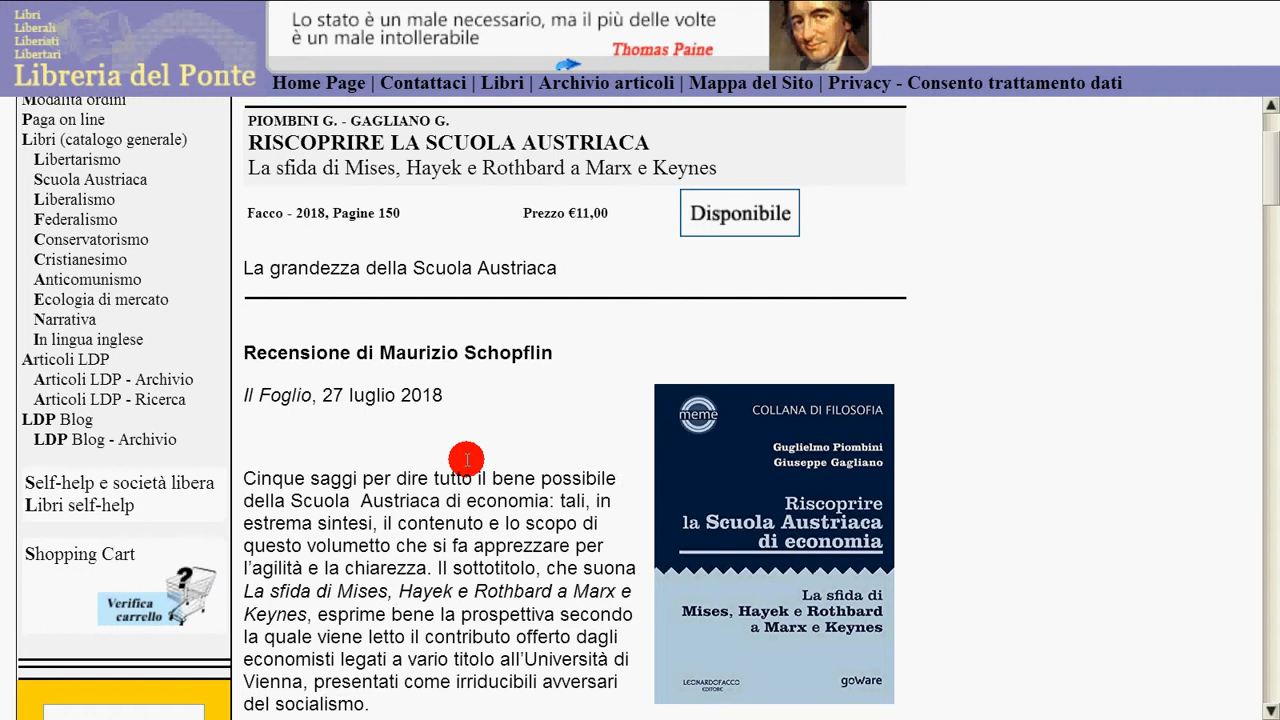 Libri
Liberali
Liberisti
Libertari
Libreria del Ponte
Lo stato è un male necessario, ma il più delle volte
è un male intollerabile
Thomas Paine
Home Page | Contattaci | Libri | Archivio articoli | Mappa del Sito | Privacy - Consento trattamento dati
Modalità ordini
Paga on line
Libri (catalogo generale)
Libertarismo
Scuola Austriaca
Liberalismo
Federalismo
Conservatorismo
Cristianesimo
Anticomunismo
Ecologia di mercato
Narrativa
In lingua inglese
Articoli LDP
Articoli LDP - Archivio
Articoli LDP - Ricerca
LDP Blog
LDP Blog - Archivio
Self-help e società libera
Libri self-help
Shopping Cart
?
Verifica
carrello
PIOMBINI G. - GAGLIANO G.
RISCOPRIRE LA SCUOLA AUSTRIACA
La sfida di Mises, Hayek e Rothbard a Marx e Keynes
Facco - 2018, Pagine 150 Prezzo €11,00 Disponibile
La grandezza della Scuola Austriaca
Recensione di Maurizio Schopflin
Il Foglio, 27 luglio 2018
Cinque saggi per dire tutto il bene possibile
della Scuola Austriaca di economia: tali, in
estrema sintesi, il contenuto e lo scopo di
questo volumetto che si fa apprezzare per
l'agilità e la chiarezza. Il sottotitolo, che suona
La sfida di Mises, Hayek e Rothbard a Marx e
Keynes, esprime bene la prospettiva secondo
la quale viene letto il contributo offerto dagli
economisti legati a vario titolo all'Università di
Vienna, presentati come irriducibili avversari
del socialismo.
meme
COLLANA DI FILOSOFIA
Guglielmo Piombini
Giuseppe Gagliano
Riscoprire
la Scuola Austriaca
di economia
La sfida di
Mises, Hayek e Rothbard
a Marx e Keynes
LEONARDOFACCO
EDITORE
goWare